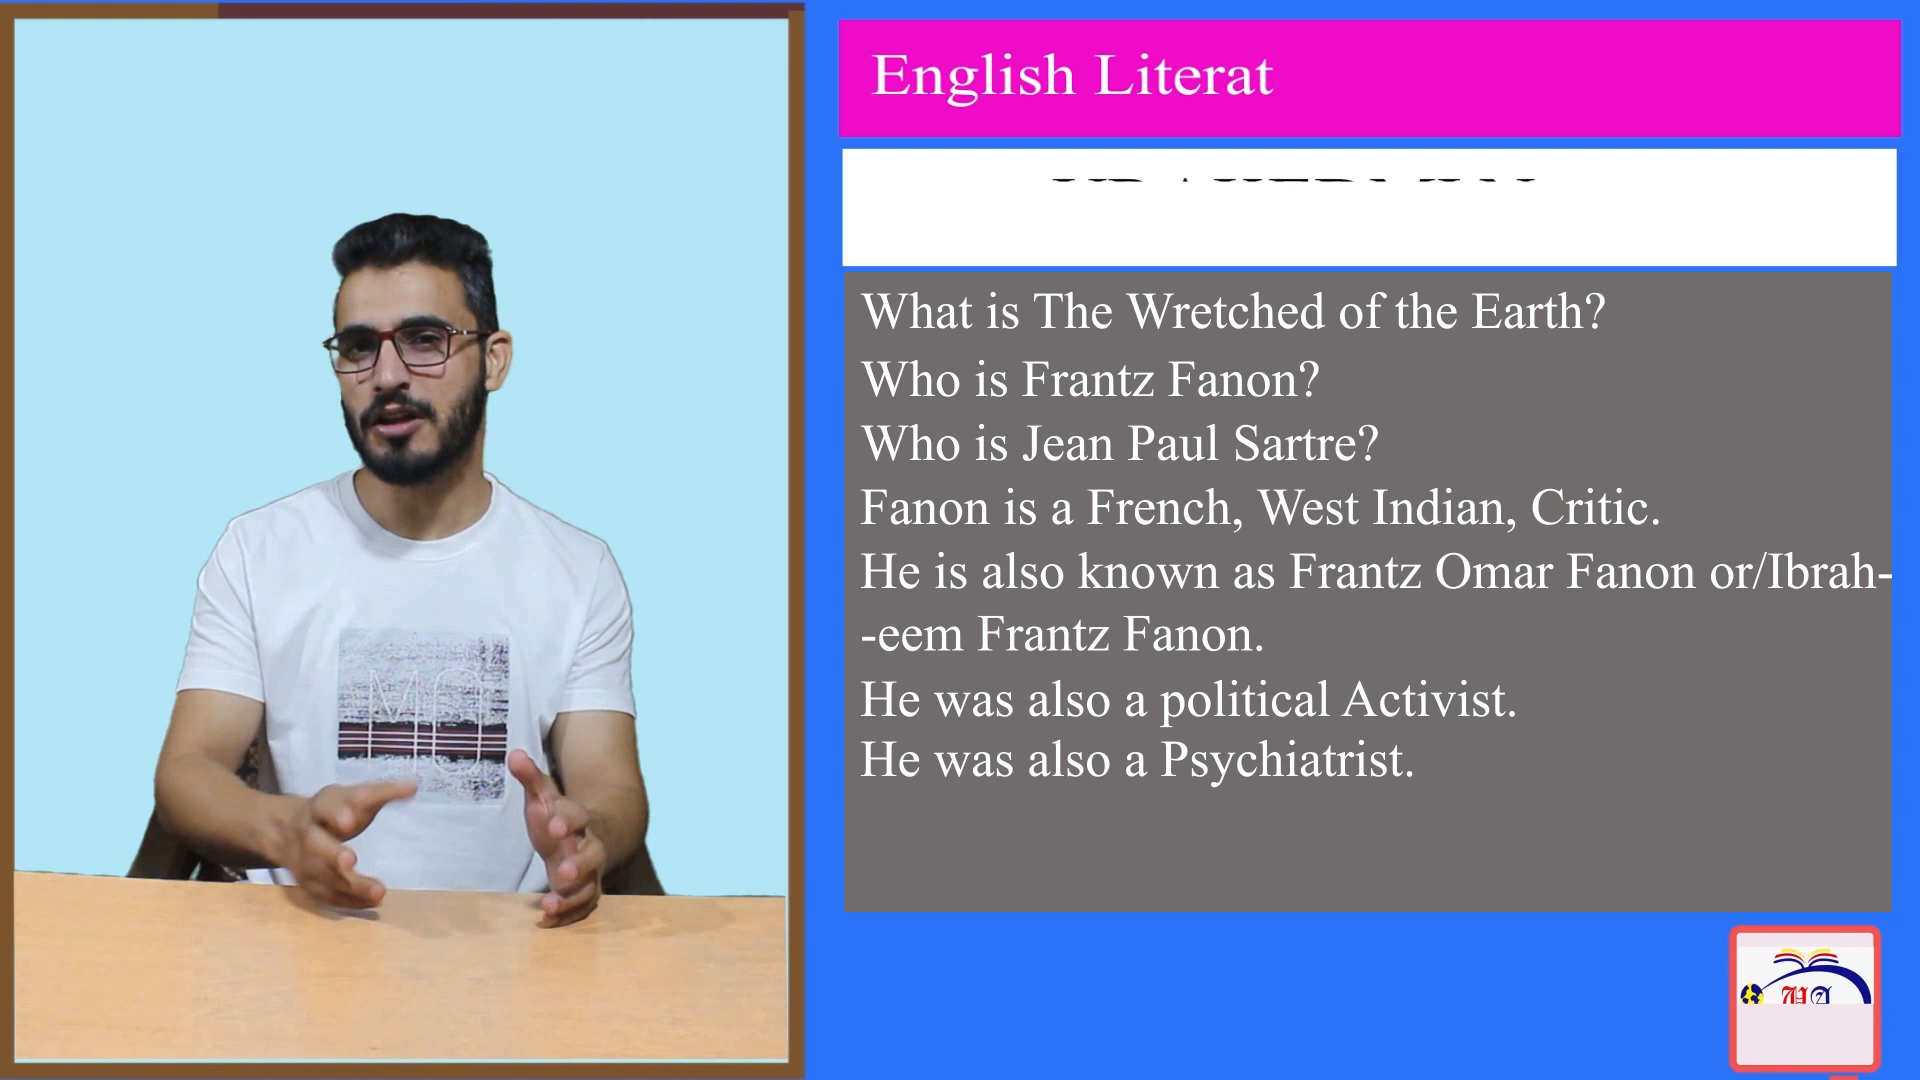 English Literat
What is The Wretched of the Earth?
Who is Frantz Fanon?
Who is Jean Paul Sartre?
Fanon is a French, West Indian, Critic.
He is also known as Frantz Omar Fanon or/Ibrah-
-eem Frantz Fanon.
He was also a political Activist.
He was also a Psychiatrist.
MO